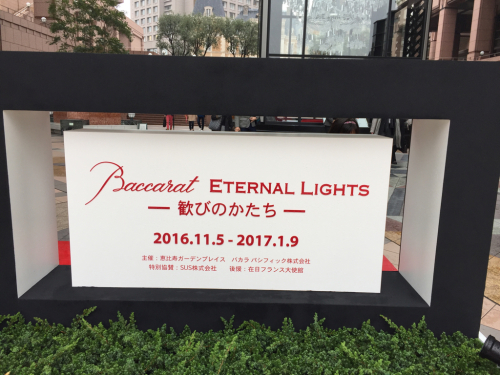 Baccarat ETERNAL LIGHTS
― 歓びのかたち ―
2016.11.5 - 2017.1.9
主催：恵比寿ガーデンプレイス　バカラ パシフィック株式会社
特別協賛：SUS株式会社　後援：在日フランス大使館